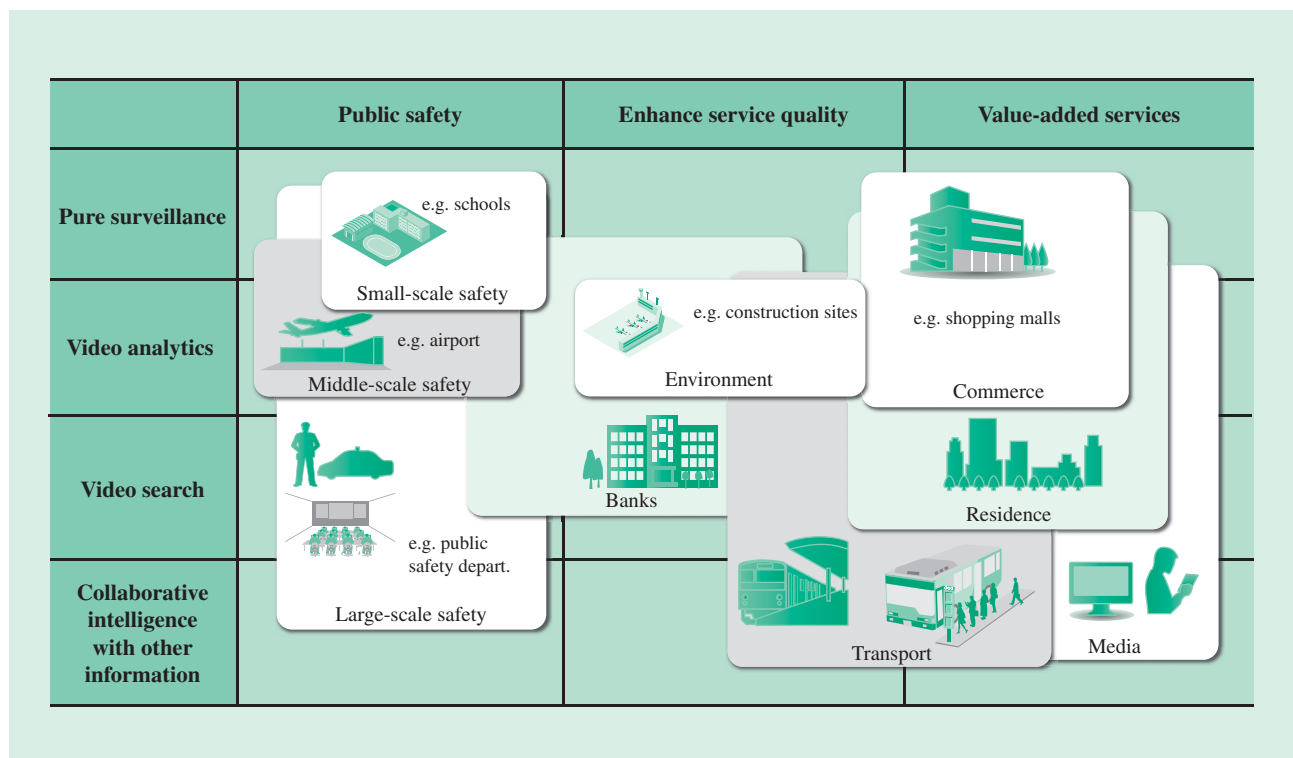 Public safety
Enhance service quality
Value-added services
Pure surveillance
e.g. schools
Small-scale safety
Video analytics
e.g. airport
Middle-scale safety
e.g. construction sites
Environment
e.g. shopping malls
Commerce
Video search
e.g. public
safety depart.
Large-scale safety
Banks
Residence
Collaborative
intelligence
with other
information
Transport
Media